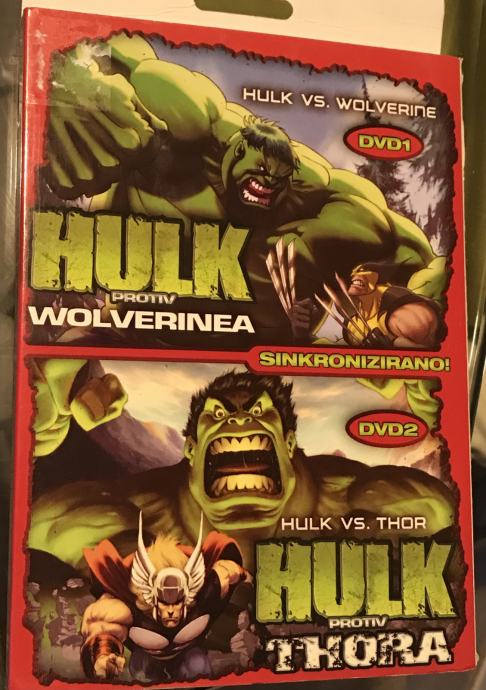 HULK VS. WOLVERINE
DVD1
HULK
PROTIV
WOLVERINEA
SINKRONIZIRANO!
DVD2
HULK VS. THOR
HULK
PROTIV
THORA